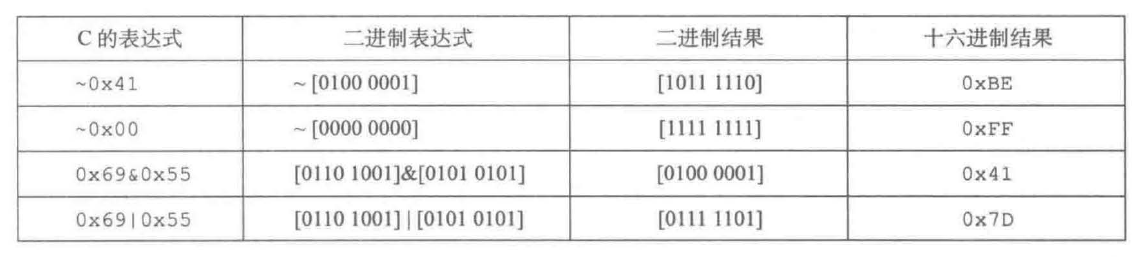 C 的表达式 二进制表达式 二进制结果 十六进制结果
~0x41 ~ [0100 0001] [1011 1110] 0xBE
~0x00 ~ [0000 0000] [1111 1111] 0xFF
0x69&0x55 [0110 1001]&[0101 0101] [0100 0001] 0x41
0x69|0x55 [0110 1001] | [0101 0101] [0111 1101] 0x7D